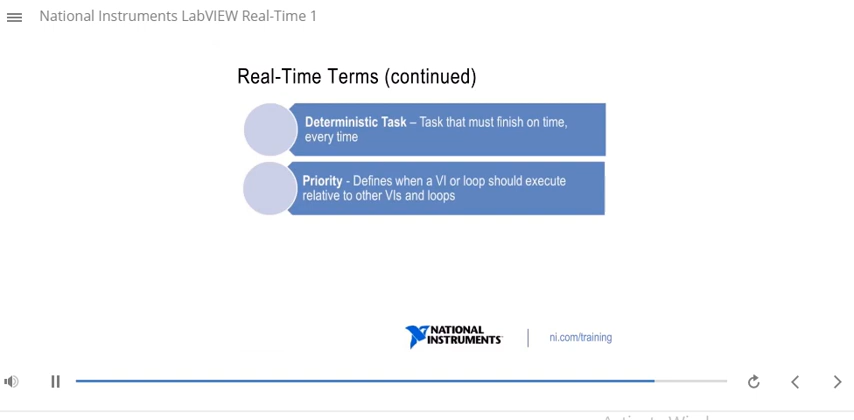 National Instruments LabVIEW Real-Time 1
Real-Time Terms (continued)
Deterministic Task – Task that must finish on time,
every time
Priority - Defines when a VI or loop should execute
relative to other VIs and loops
NATIONAL
INSTRUMENTS
ni.com/training